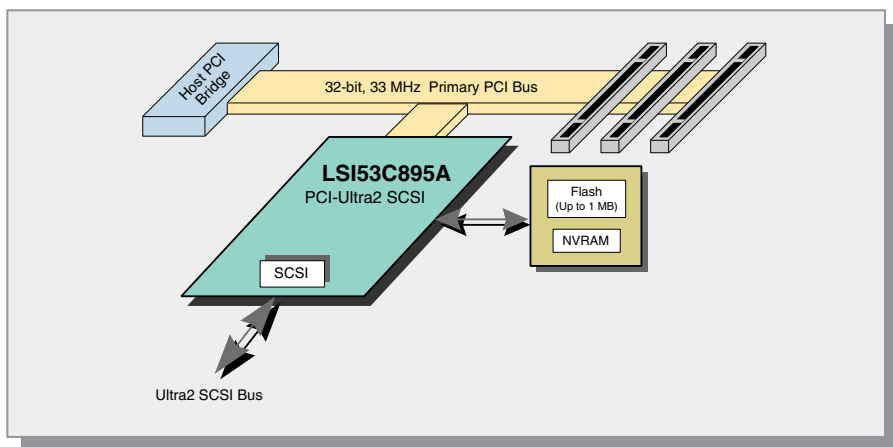 Host PCI
Bridge
32-bit, 33 MHz Primary PCI Bus
LSI53C895A
PCI-Ultra2 SCSI
Flash
(Up to 1 MB)
NVRAM
SCSI
Ultra2 SCSI Bus